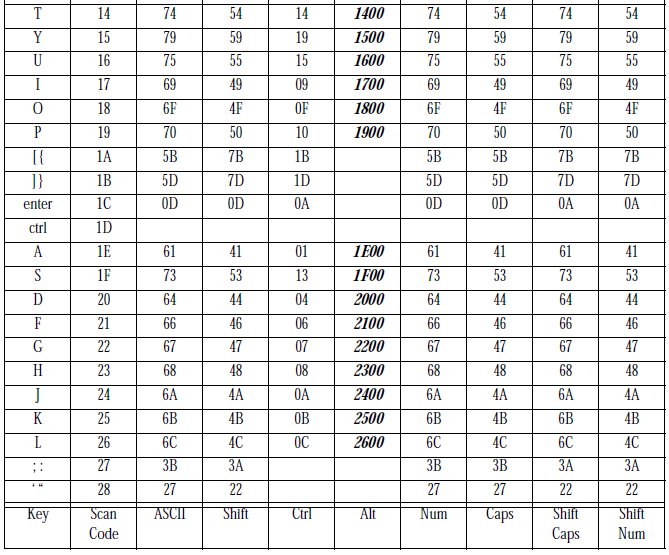 T 14 74 54 14 1400 74 54 74 54
Y 15 79 59 19 1500 79 59 79 59
U 16 75 55 15 1600 75 55 75 55
I 17 69 49 09 1700 69 49 69 49
O 18 6F 4F 0F 1800 6F 4F 6F 4F
P 19 70 50 10 1900 70 50 70 50
[ { 1A 5B 7B 1B 5B 5B 7B 7B
] } 1B 5D 7D 1D 5D 5D 7D 7D
enter 1C 0D 0D 0A 0D 0D 0A 0A
ctrl 1D
A 1E 61 41 01 1E00 61 41 61 41
S 1F 73 53 13 1F00 73 53 73 53
D 20 64 44 04 2000 64 44 64 44
F 21 66 46 06 2100 66 46 66 46
G 22 67 47 07 2200 67 47 67 47
H 23 68 48 08 2300 68 48 68 48
J 24 6A 4A 0A 2400 6A 4A 6A 4A
K 25 6B 4B 0B 2500 6B 4B 6B 4B
L 26 6C 4C 0C 2600 6C 4C 6C 4C
; : 27 3B 3A 3B 3B 3A 3A
‘ “ 28 27 22 27 27 22 22
Key Scan ASCII Shift Ctrl Alt Num Caps Shift Shift
Code Caps Num